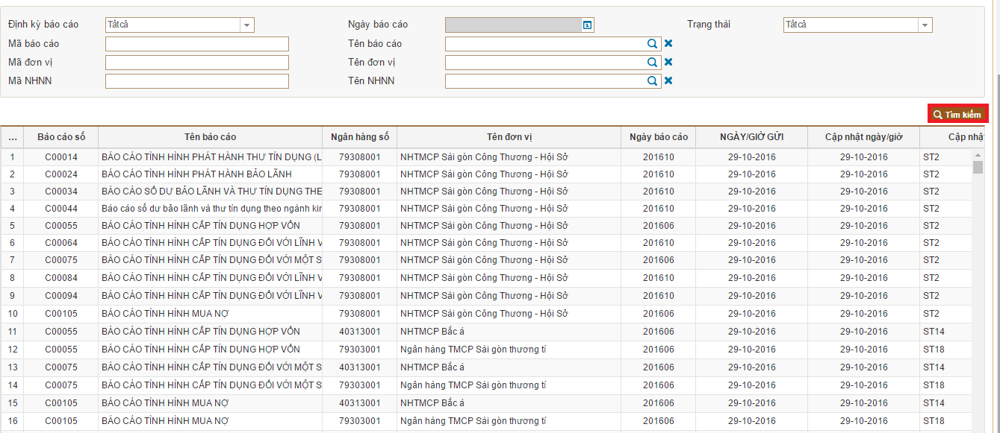 Định kỳ báo cáo Tấtcả Ngày báo cáo Trạng thái Tấtcả
Mã báo cáo Tên báo cáo
Mã đơn vị Tên đơn vị
Mã NHNN Tên NHNN
Tìm kiếm
... Báo cáo số Tên báo cáo Ngân hàng số Tên đơn vị Ngày báo cáo NGÀY/GIỜ GỬI Cập nhật ngày/giờ Cập nhậ
1 C00014 BÁO CÁO TÌNH HÌNH PHÁT HÀNH THƯ TÍN DỤNG (L 79308001 NHTMCP Sài gòn Công Thương - Hội Sở 201610 29-10-2016 29-10-2016 ST2
2 C00024 BÁO CÁO TÌNH HÌNH PHÁT HÀNH BẢO LÃNH 79308001 NHTMCP Sài gòn Công Thương - Hội Sở 201610 29-10-2016 29-10-2016 ST2
3 C00034 BÁO CÁO SỐ DƯ BẢO LÃNH VÀ THƯ TÍN DỤNG THE 79308001 NHTMCP Sài gòn Công Thương - Hội Sở 201610 29-10-2016 29-10-2016 ST2
4 C00044 Báo cáo số dư bảo lãnh và thư tín dụng theo ngành kin 79308001 NHTMCP Sài gòn Công Thương - Hội Sở 201610 29-10-2016 29-10-2016 ST2
5 C00055 BÁO CÁO TÌNH HÌNH CẤP TÍN DỤNG HỢP VỐN 79308001 NHTMCP Sài gòn Công Thương - Hội Sở 201606 29-10-2016 29-10-2016 ST2
6 C00064 BÁO CÁO TÌNH HÌNH CẤP TÍN DỤNG ĐỐI VỚI LĨNH V 79308001 NHTMCP Sài gòn Công Thương - Hội Sở 201610 29-10-2016 29-10-2016 ST2
7 C00075 BÁO CÁO TÌNH HÌNH CẤP TÍN DỤNG ĐỐI VỚI MỘT S 79308001 NHTMCP Sài gòn Công Thương - Hội Sở 201606 29-10-2016 29-10-2016 ST2
8 C00084 BÁO CÁO TÌNH HÌNH CẤP TÍN DỤNG ĐỐI VỚI LĨNH V 79308001 NHTMCP Sài gòn Công Thương - Hội Sở 201610 29-10-2016 29-10-2016 ST2
9 C00094 BÁO CÁO TÌNH HÌNH CẤP TÍN DỤNG ĐỐI VỚI LĨNH V 79308001 NHTMCP Sài gòn Công Thương - Hội Sở 201610 29-10-2016 29-10-2016 ST2
10 C00105 BÁO CÁO TÌNH HÌNH MUA NỢ 79308001 NHTMCP Sài gòn Công Thương - Hội Sở 201606 29-10-2016 29-10-2016 ST2
11 C00055 BÁO CÁO TÌNH HÌNH CẤP TÍN DỤNG HỢP VỐN 40313001 NHTMCP Bắc á 201606 29-10-2016 29-10-2016 ST14
12 C00055 BÁO CÁO TÌNH HÌNH CẤP TÍN DỤNG HỢP VỐN 79303001 Ngân hàng TMCP Sài gòn thương tí 201606 29-10-2016 29-10-2016 ST18
13 C00075 BÁO CÁO TÌNH HÌNH CẤP TÍN DỤNG ĐỐI VỚI MỘT S 40313001 NHTMCP Bắc á 201606 29-10-2016 29-10-2016 ST14
14 C00075 BÁO CÁO TÌNH HÌNH CẤP TÍN DỤNG ĐỐI VỚI MỘT S 79303001 Ngân hàng TMCP Sài gòn thương tí 201606 29-10-2016 29-10-2016 ST18
15 C00105 BÁO CÁO TÌNH HÌNH MUA NỢ 40313001 NHTMCP Bắc á 201606 29-10-2016 29-10-2016 ST14
16 C00105 BÁO CÁO TÌNH HÌNH MUA NỢ 79303001 Ngân hàng TMCP Sài gòn thương tí 201606 29-10-2016 29-10-2016 ST18